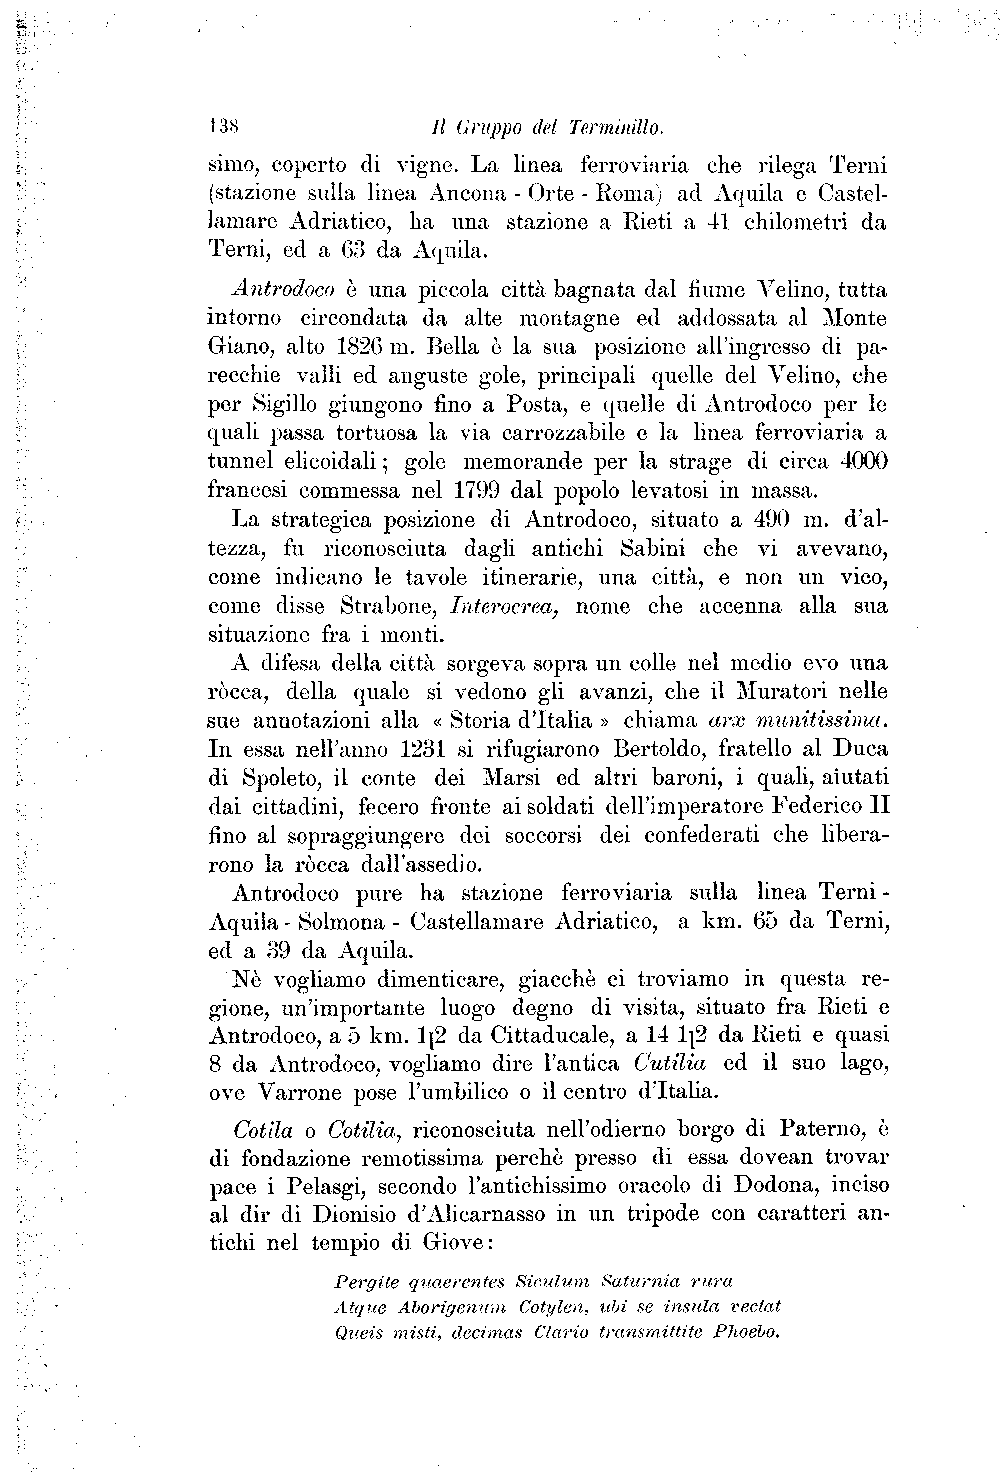 138 Il Gruppo del Terminillo.
simo, coperto di vigne. La linea ferroviaria che rilega Terni
(stazione sulla linea Ancona - Orte - Roma) ad Aquila e Castel-
lamare Adriatico, ha una stazione a Rieti a 41 chilometri da
Terni, ed a 63 da Aquila.
Antrodoco è una piccola città bagnata dal fiume Velino, tutta
intorno circondata da alte montagne ed addossata al Monte
Giano, alto 1826 m. Bella è la sua posizione all'ingresso di pa-
recchie valli ed anguste gole, principali quelle del Velino, che
per Sigillo giungono fino a Posta, e quelle di Antrodoco per le
quali passa tortuosa la via carrozzabile e la linea ferroviaria a
tunnel elicoidali; gole memorande per la strage di circa 4000
francesi commessa nel 1799 dal popolo levatosi in massa.
La strategica posizione di Antrodoco, situato a 490 m. d'al-
tezza, fu riconosciuta dagli antichi Sabini che vi avevano,
come indicano le tavole itinerarie, una città, e non un vico,
come disse Strabone, Interocrea, nome che accenna alla sua
situazione fra i monti.
A difesa della città sorgeva sopra un colle nel medio evo una
ròcca, della quale si vedono gli avanzi, che il Muratori nelle
sue annotazioni alla « Storia d'Italia » chiama arx munitissima.
In essa nell'anno 1231 si rifugiarono Bertoldo, fratello al Duca
di Spoleto, il conte dei Marsi ed altri baroni, i quali, aiutati
dai cittadini, fecero fronte ai soldati dell'imperatore Federico II
fino al sopraggiungere dei soccorsi dei confederati che libera-
rono la ròcca dall'assedio.
Antrodoco pure ha stazione ferroviaria sulla linea Terni -
Aquila - Solmona - Castellamare Adriatico, a km. 65 da Terni,
ed a 39 da Aquila.
Nè vogliamo dimenticare, giacchè ci troviamo in questa re-
gione, un'importante luogo degno di visita, situato fra Rieti e
Antrodoco, a 5 km. 1|2 da Cittaducale, a 14 1|2 da Rieti e quasi
8 da Antrodoco, vogliamo dire l'antica Cutilia ed il suo lago,
ove Varrone pose l'umbilico o il centro d'Italia.
Cotila o Cotilia, riconosciuta nell'odierno borgo di Paterno, è
di fondazione remotissima perchè presso di essa dovean trovar
pace i Pelasgi, secondo l'antichissimo oracolo di Dodona, inciso
al dir di Dionisio d'Alicarnasso in un tripode con caratteri an-
tichi nel tempio di Giove:
Pergite quaerentes Siculum Saturnia rura
Atque Aborigenum Cotylen, ubi se insula vectat
Queis misti, decimas Clario transmittite Phoebo.